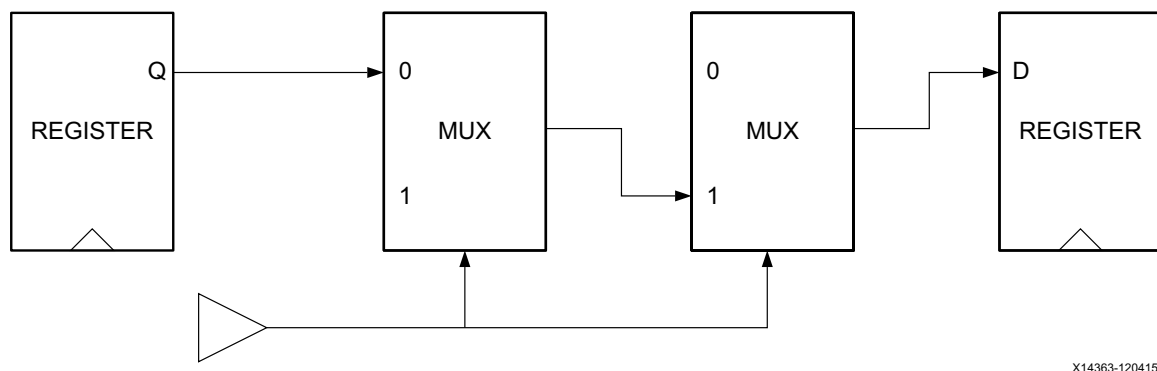 Q
0
0
D
REGISTER
MUX
MUX
REGISTER
1
1
X14363-120415